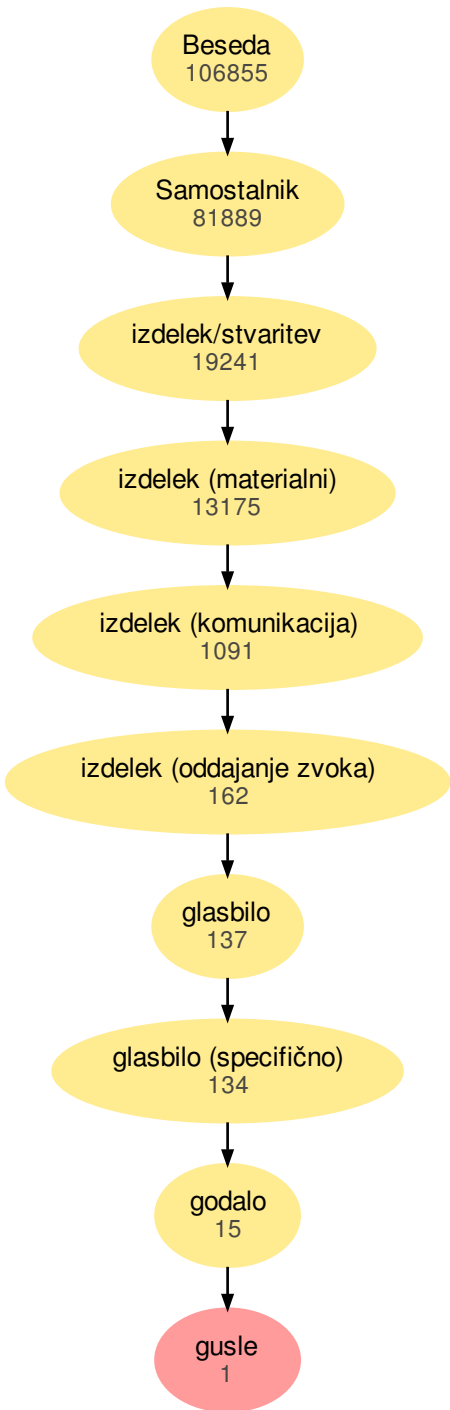 Beseda
106855
Samostalnik
81889
izdelek/stvaritev
19241
izdelek (materialni)
13175
izdelek (komunikacija)
1091
izdelek (oddajanje zvoka)
162
glasbilo
137
glasbilo (specifično)
134
godalo
15
gusle
1